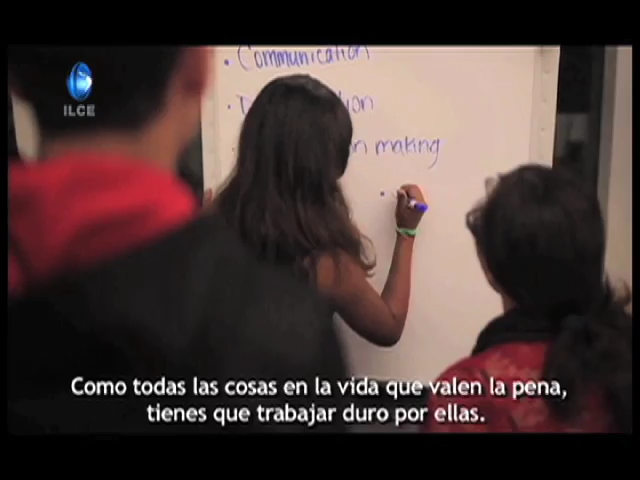 • Communication
ILCE
•
on making
•
Como todas las cosas en la vida que valen la pena,
tienes que trabajar duro por ellas.